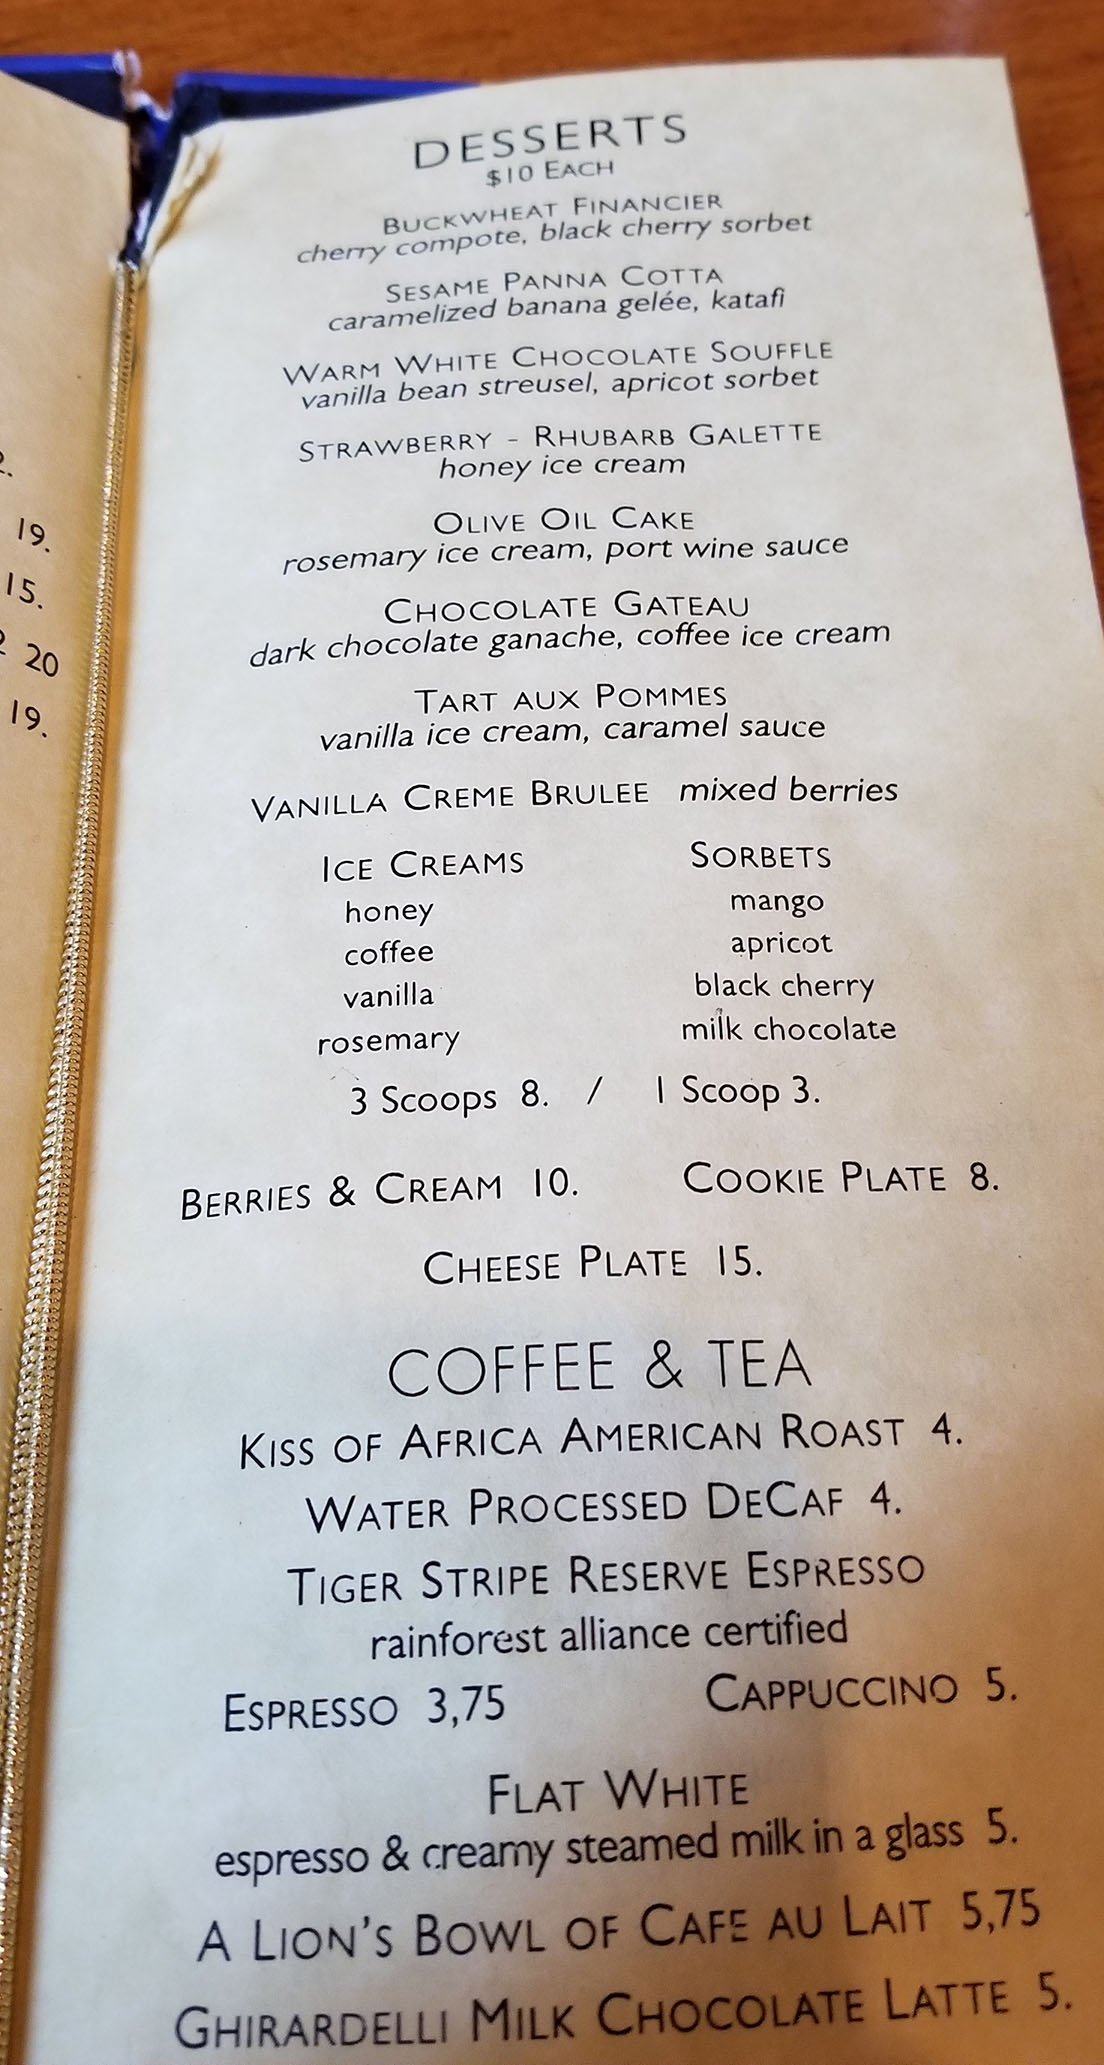 DESSERTS
$10 EACH
BUCKWHEAT FINANCIER
cherry compote, black cherry sorbet
SESAME PANNA COTTA
caramelized banana gelée, katafi
WARM WHITE CHOCOLATE SOUFFLE
vanilla bean streusel, apricot sorbet
STRAWBERRY - RHUBARB GALETTE
honey ice cream
OLIVE OIL CAKE
rosemary ice cream, port wine sauce
CHOCOLATE GATEAU
dark chocolate ganache, coffee ice cream
TART AUX POMMES
vanilla ice cream, caramel sauce
VANILLA CREME BRULEE mixed berries
ICE CREAMS
honey
coffee
vanilla
rosemary
SORBETS
mango
apricot
black cherry
milk chocolate
3 Scoops 8. / 1 Scoop 3.
BERRIES & CREAM 10. COOKIE PLATE 8.
CHEESE PLATE 15.
COFFEE & TEA
KISS OF AFRICA AMERICAN ROAST 4.
WATER PROCESSED DECAF 4.
TIGER STRIPE RESERVE ESPRESSO
rainforest alliance certified
ESPRESSO 3,75 CAPPUCCINO 5.
FLAT WHITE
espresso & creamy steamed milk in a glass 5.
A LION'S BOWL OF CAFE AU LAIT 5,75
GHIRARDELLI MILK CHOCOLATE LATTE 5.
19.
15.
20
19.